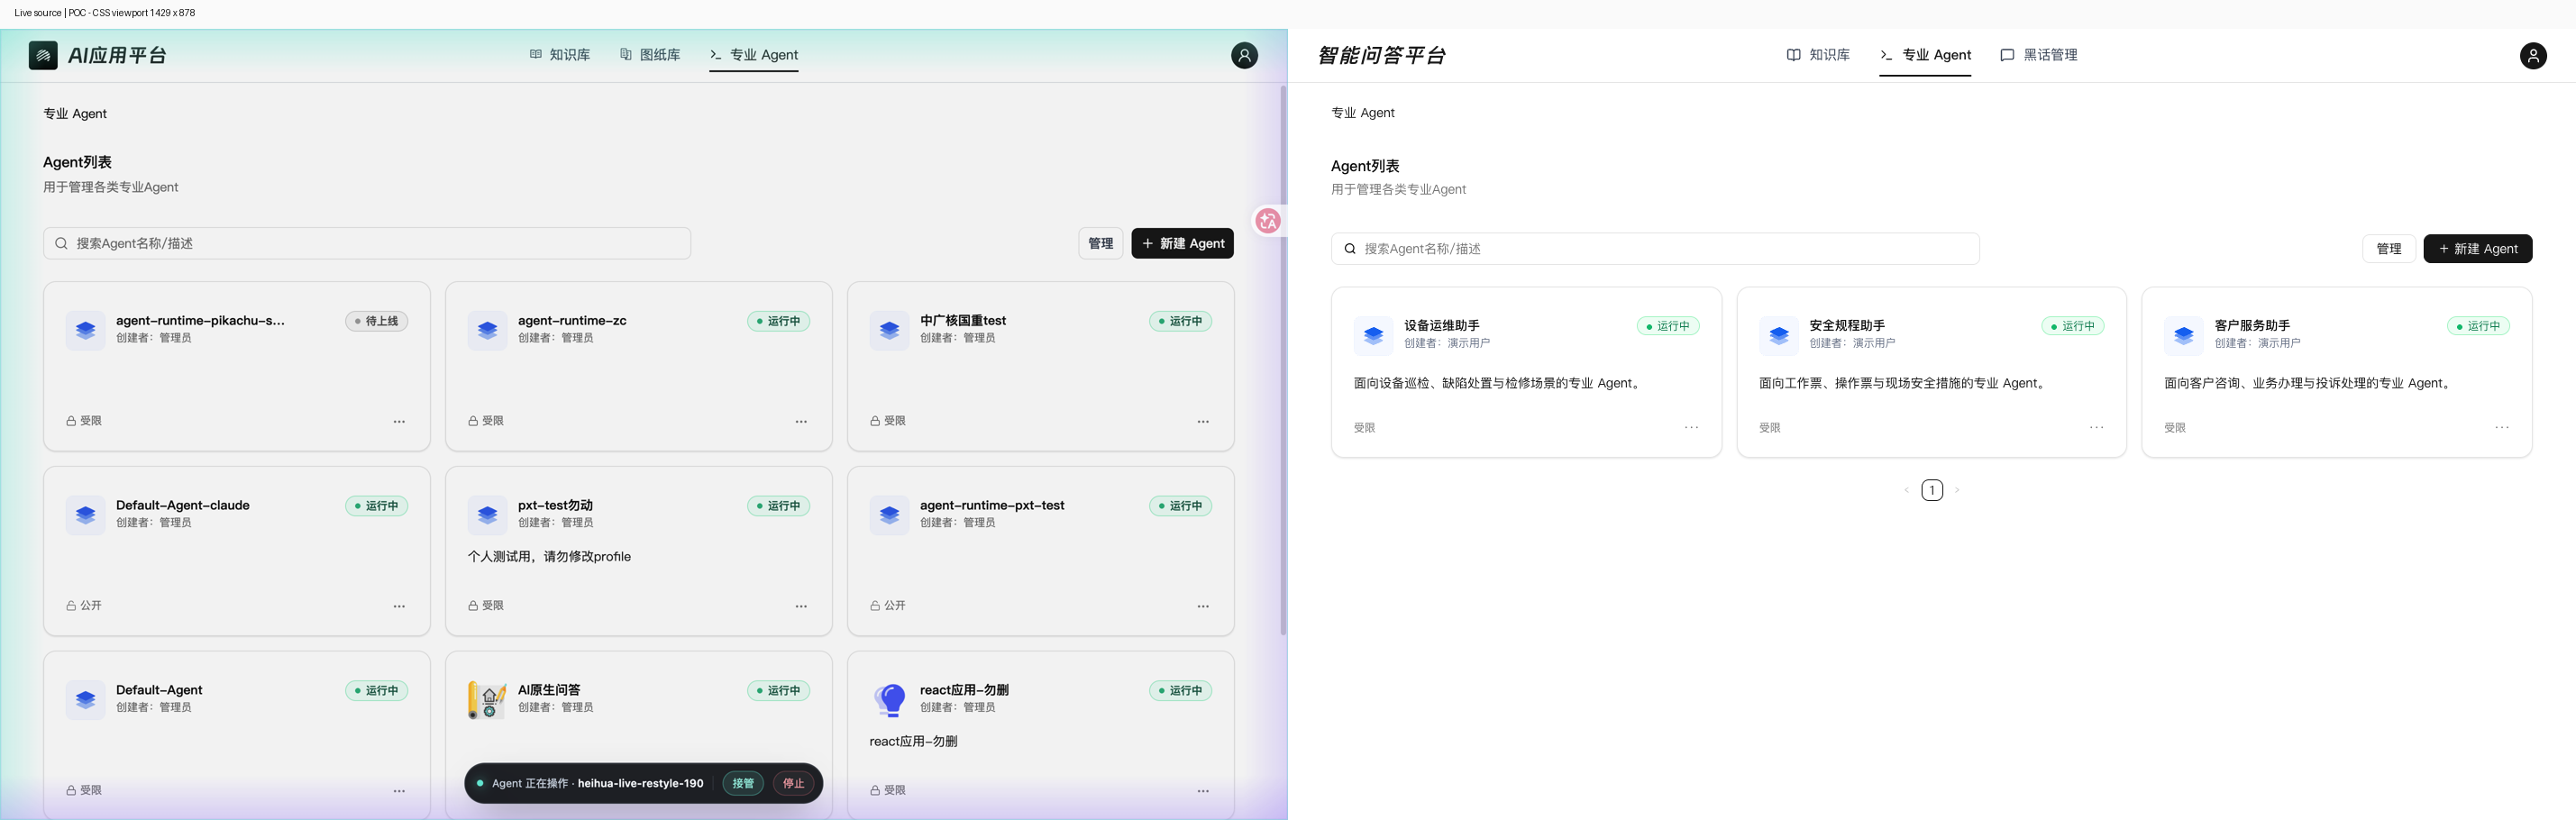 Live source | POC - CSS viewport 1429 x 878
AI应用平台
知识库
图纸库
专业 Agent
专业 Agent
Agent列表
用于管理各类专业Agent
搜索Agent名称/描述
管理
新建 Agent
agent-runtime-pikachu-s...
待上线
创建者：管理员
受限
agent-runtime-zc
运行中
创建者：管理员
受限
中广核国重test
运行中
创建者：管理员
受限
Default-Agent-claude
运行中
创建者：管理员
公开
pxt-test勿动
运行中
创建者：管理员
个人测试用，请勿修改profile
受限
agent-runtime-pxt-test
运行中
创建者：管理员
公开
Default-Agent
运行中
创建者：管理员
受限
AI原生问答
运行中
创建者：管理员
react应用-勿删
运行中
创建者：管理员
react应用-勿删
受限
Agent 正在操作 · heihua-live-restyle-190
接管
停止
智能问答平台
知识库
专业 Agent
黑话管理
专业 Agent
Agent列表
用于管理各类专业Agent
搜索Agent名称/描述
管理
+ 新建 Agent
设备运维助手
运行中
创建者：演示用户
面向设备巡检、缺陷处置与检修场景的专业 Agent。
受限
安全规程助手
运行中
创建者：演示用户
面向工作票、操作票与现场安全措施的专业 Agent。
受限
客户服务助手
运行中
创建者：演示用户
面向客户咨询、业务办理与投诉处理的专业 Agent。
受限
1